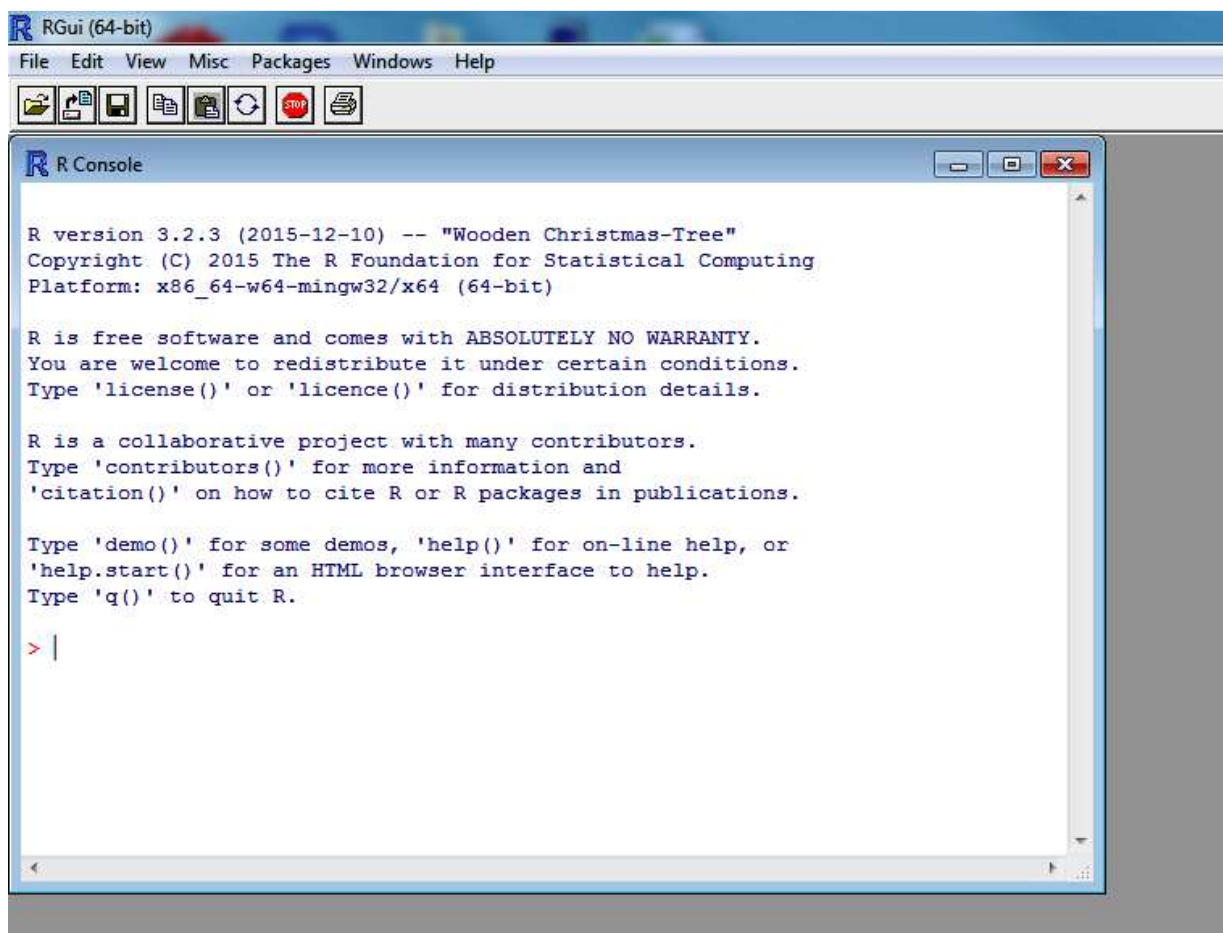 RGui (64-bit)
File Edit View Misc Packages Windows Help
STOP
R Console
R version 3.2.3 (2015-12-10) -- "Wooden Christmas-Tree"
Copyright (C) 2015 The R Foundation for Statistical Computing
Platform: x86_64-w64-mingw32/x64 (64-bit)
R is free software and comes with ABSOLUTELY NO WARRANTY.
You are welcome to redistribute it under certain conditions.
Type 'license()' or 'licence()' for distribution details.
R is a collaborative project with many contributors.
Type 'contributors()' for more information and
'citation()' on how to cite R or R packages in publications.
Type 'demo()' for some demos, 'help()' for on-line help, or
'help.start()' for an HTML browser interface to help.
Type 'q()' to quit R.
>